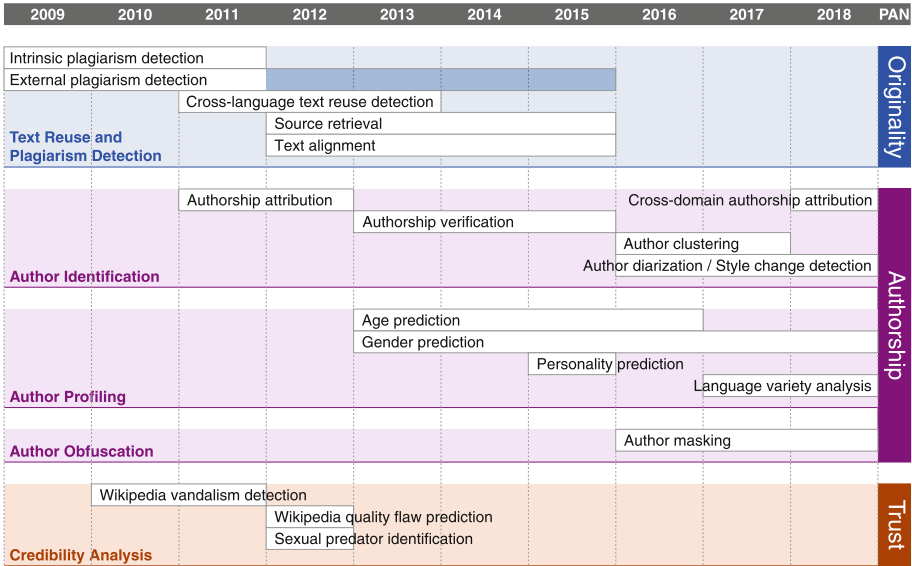 2009 2010 2011 2012 2013 2014 2015 2016 2017 2018 PAN
Intrinsic plagiarism detection
External plagiarism detection
Cross-language text reuse detection
Source retrieval
Text alignment
Text Reuse and
Plagiarism Detection
Originality
Authorship attribution
Cross-domain authorship attribution
Authorship verification
Author clustering
Author diarization / Style change detection
Author Identification
Age prediction
Gender prediction
Personality prediction
Language variety analysis
Author Profiling
Author masking
Author Obfuscation
Authorship
Wikipedia vandalism detection
Wikipedia quality flaw prediction
Sexual predator identification
Credibility Analysis
Trust